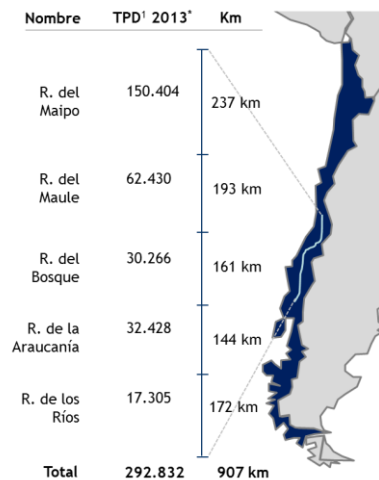 Nombre TPD¹ 2013* Km
R. del
Maipo
150.404
237 km
R. del
Maule
62.430
193 km
R. del
Bosque
30.266
161 km
R. de la
Araucanía
32.428
144 km
R. de los
Ríos
17.305
172 km
Total 292.832 907 km